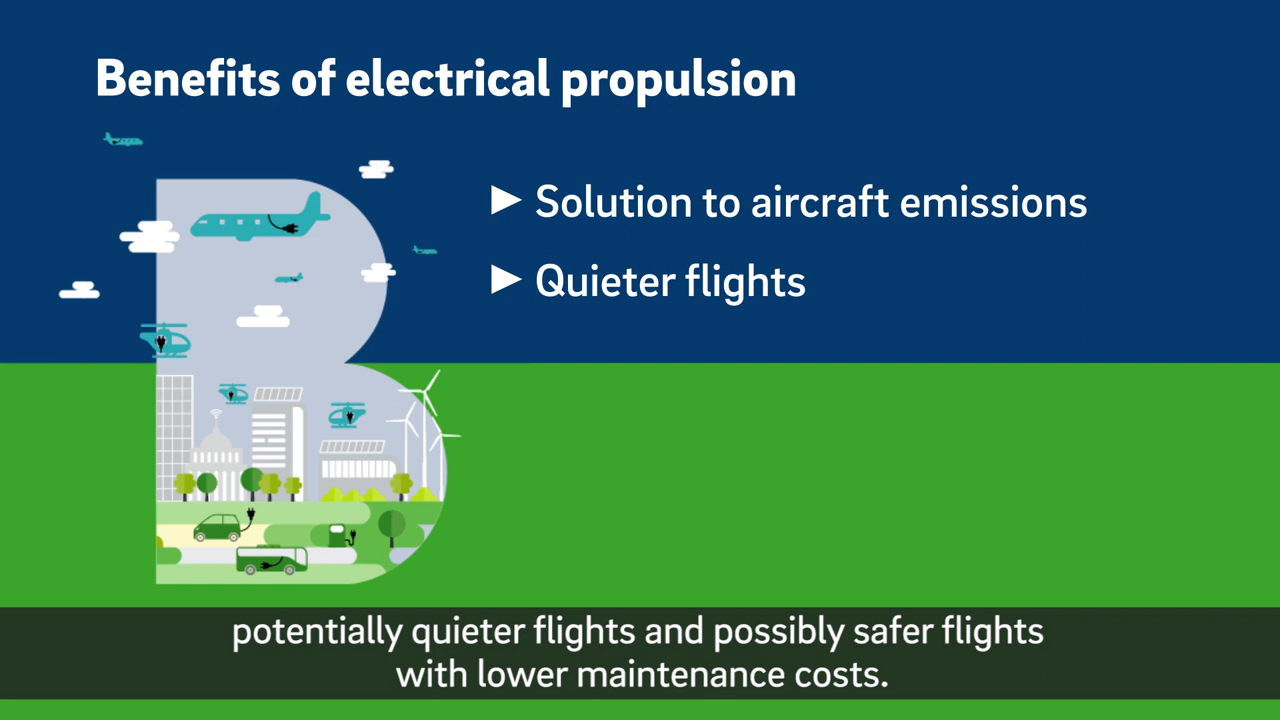 Benefits of electrical propulsion
► Solution to aircraft emissions
► Quieter flights
potentially quieter flights and possibly safer flights
with lower maintenance costs.